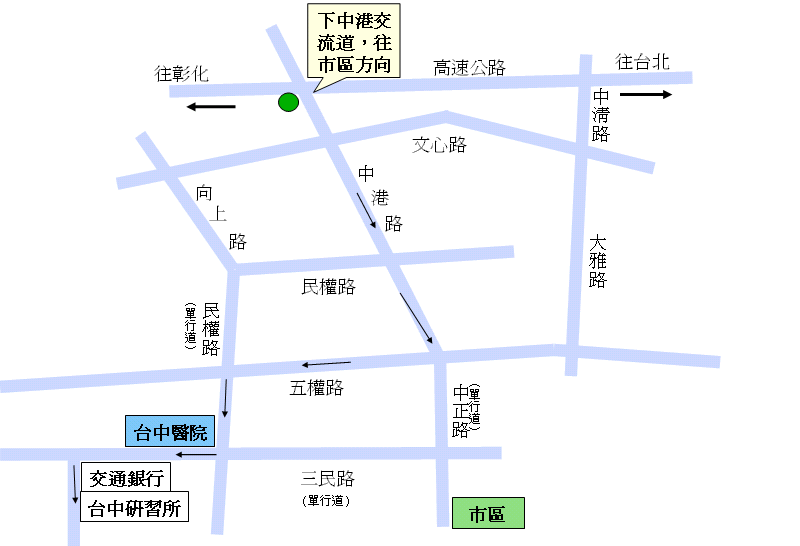 下中港交
流道，往
市區方向
往彰化
高速公路
往台北
中清路
文心路
中港路
向上路
大雅路
民權路
民權路
(單行道)
五權路
中正路
(單行道)
台中醫院
交通銀行
台中研習所
三民路
(單行道)
市區